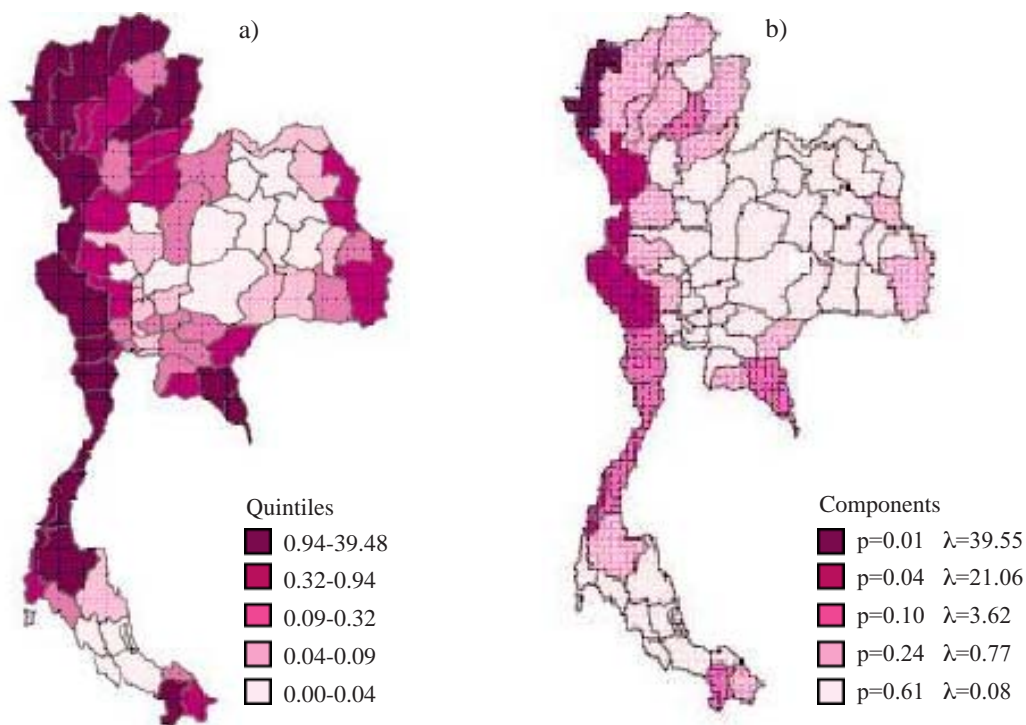 a)
b)
Quintiles
0.94-39.48
0.32-0.94
0.09-0.32
0.04-0.09
0.00-0.04
Components
p=0.01 λ=39.55
p=0.04 λ=21.06
p=0.10 λ=3.62
p=0.24 λ=0.77
p=0.61 λ=0.08